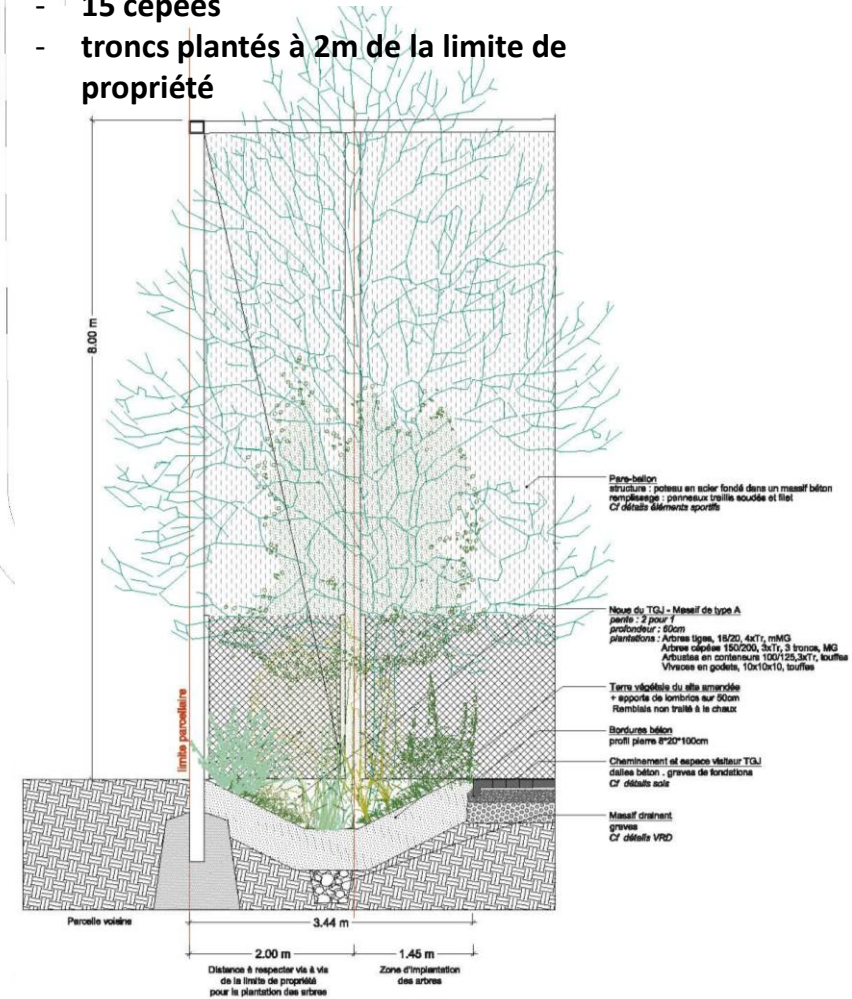 - 15 cépées
- troncs plantés à 2m de la limite de
propriété
8.00 m
Pare-ballon
structure : poteau en acier fondé dans un massif béton
remplissage : panneaux treillis soudés et filet
Cf détails éléments sportifs
Noue du TGJ - Massif de type A
pente : 2 pour 1
profondeur : 60cm
plantations : Arbres tiges, 18/20, 4xTr, mMG
Arbres cépées 150/200, 3xTr, 3 troncs, MG
Arbustes en conteneurs 100/125,3xTr, touffes
Vivaces en godets, 10x10x10, touffes
Terre végétale du site amendée
+ apports de lombrics sur 50cm
Remblais non traité à la chaux
limite parcellaire
Bordures béton
profil pierre 8*20*100cm
Cheminement et espace visiteur TGJ
dalles béton . graves de fondations
Cf détails sols
Massif drainant
graves
Cf détails VRD
Parcelle voisine
3.44 m
2.00 m
1.45 m
Distance à respecter vis à vis
de la limite de propriété
pour la plantation des arbres
Zone d'implantation
des arbres